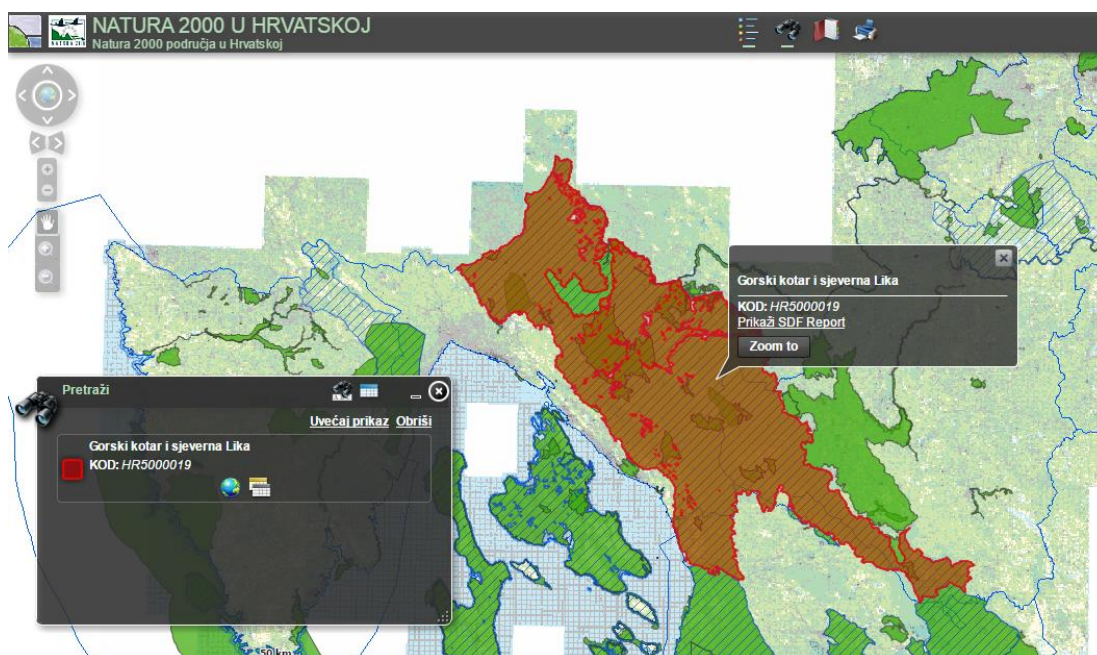 NATURA 2000 U HRVATSKOJ
Natura 2000 područja u Hrvatskoj
Gorski kotar i sjeverna Lika
KOD: HR5000019
Prikaži SDF Report
Zoom to
Pretraži
Uvećaj prikaz Obriši
Gorski kotar i sjeverna Lika
KOD: HR5000019
50 km